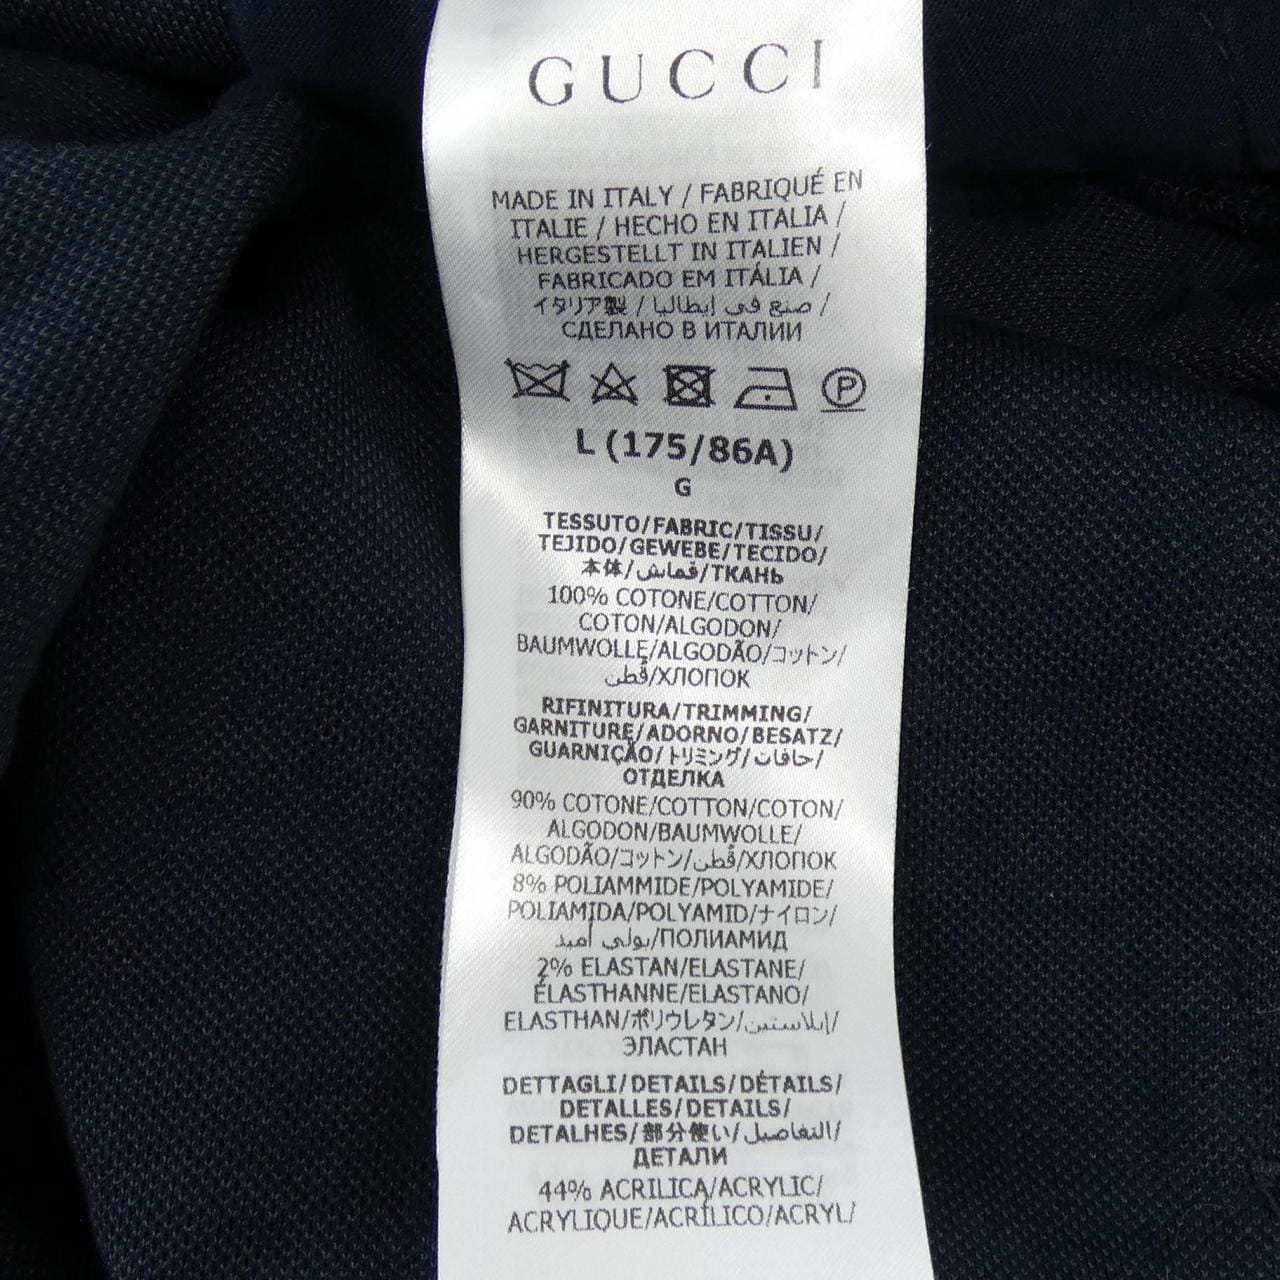 GUCCI
MADE IN ITALY / FABRIQUÉ EN
ITALIE / HECHO EN ITALIA /
HERGESTELLT IN ITALIEN /
FABRICADO EM ITÁLIA /
イタリア製 / صنع في إيطاليا /
СДЕЛАНО В ИТАЛИИ
P
L (175/86A)
G
TESSUTO/FABRIC/TISSU/
TEJIDO/GEWEBE/TECIDO/
本体/قماش/ТКАНЬ
100% COTONE/COTTON/
COTON/ALGODON/
BAUMWOLLE/ALGODÃO/コットン/
قطن/ХЛОПОК
RIFINITURA/TRIMMING/
GARNITURE/ADORNO/BESATZ/
GUARNIÇÃO/トリミング/حافات/
ОТДЕЛКА
90% COTONE/COTTON/COTON/
ALGODON/BAUMWOLLE/
ALGODÃO/コットン/قطن/ХЛОПОК
8% POLIAMMIDE/POLYAMIDE/
POLIAMIDA/POLYAMID/ナイロン/
بولي أميد/ПОЛИАМИД
2% ELASTAN/ELASTANE/
ÉLASTHANNE/ELASTANO/
ELASTHAN/ポリウレタン/إيلاستين/
ЭЛАСТАН
DETTAGLI/DETAILS/DÉTAILS/
DETALLES/DETAILS/
DETALHES/部分使い/التفاصيل/
ДЕТАЛИ
44% ACRILICA/ACRYLIC/
ACRYLIQUE/ACRÍLICO/ACRYL/